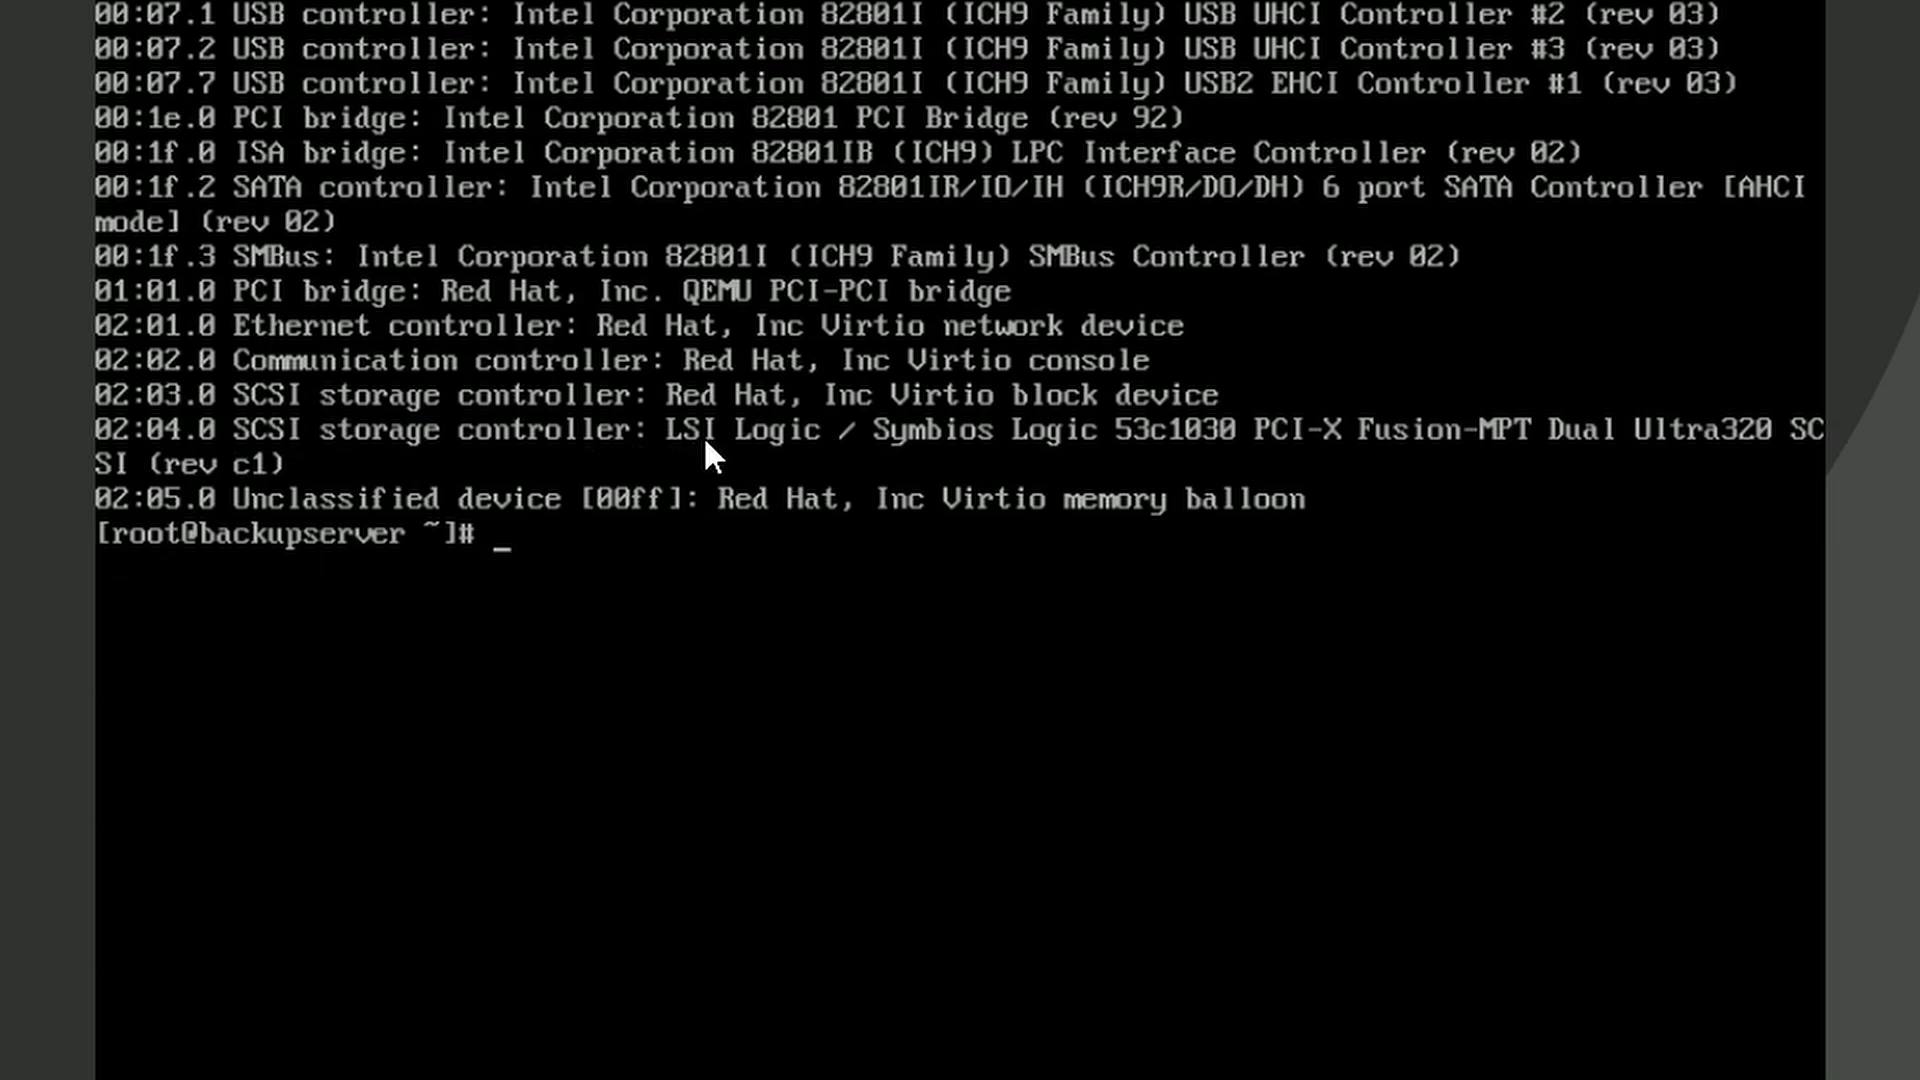 00:07.1 USB controller: Intel Corporation 82801I (ICH9 Family) USB UHCI Controller #2 (rev 03)
00:07.2 USB controller: Intel Corporation 82801I (ICH9 Family) USB UHCI Controller #3 (rev 03)
00:07.7 USB controller: Intel Corporation 82801I (ICH9 Family) USB2 EHCI Controller #1 (rev 03)
00:1e.0 PCI bridge: Intel Corporation 82801 PCI Bridge (rev 92)
00:1f.0 ISA bridge: Intel Corporation 82801IB (ICH9) LPC Interface Controller (rev 02)
00:1f.2 SATA controller: Intel Corporation 82801IR/IO/IH (ICH9R/DO/DH) 6 port SATA Controller [AHCI
mode] (rev 02)
00:1f.3 SMBus: Intel Corporation 82801I (ICH9 Family) SMBus Controller (rev 02)
01:01.0 PCI bridge: Red Hat, Inc. QEMU PCI-PCI bridge
02:01.0 Ethernet controller: Red Hat, Inc Virtio network device
02:02.0 Communication controller: Red Hat, Inc Virtio console
02:03.0 SCSI storage controller: Red Hat, Inc Virtio block device
02:04.0 SCSI storage controller: LSI Logic / Symbios Logic 53c1030 PCI-X Fusion-MPT Dual Ultra320 SC
SI (rev c1)
02:05.0 Unclassified device [00ff]: Red Hat, Inc Virtio memory balloon
[root@backupserver ~]# _